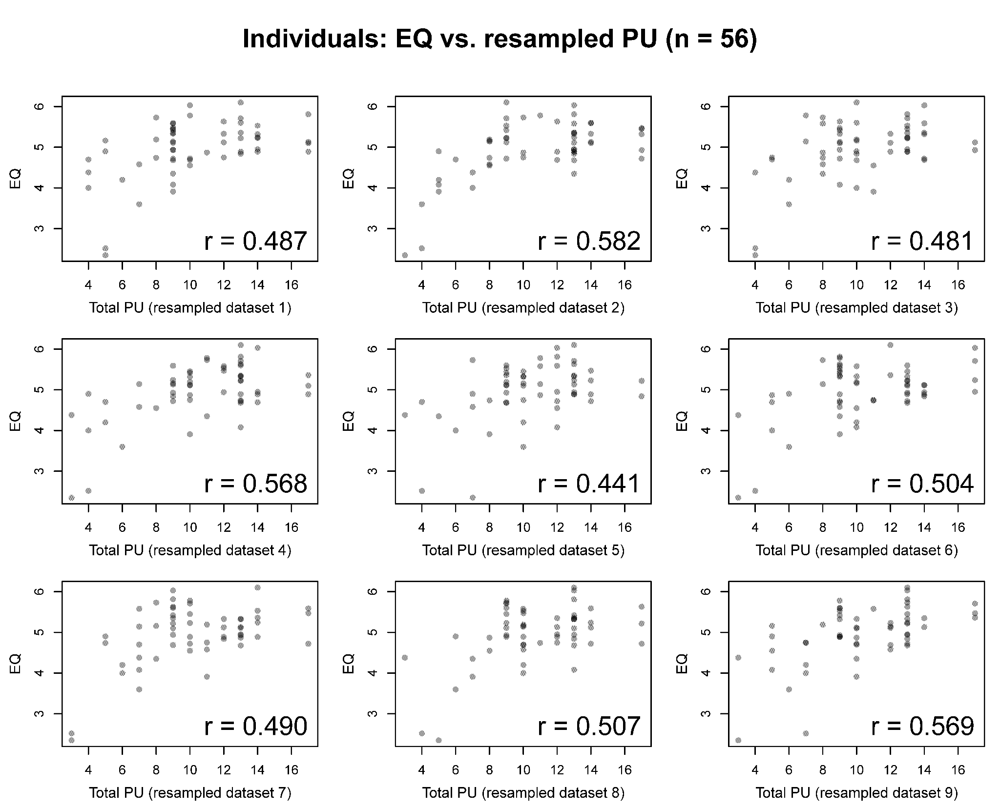 Individuals: EQ vs. resampled PU (n = 56)
6
5
4
3
EQ
r = 0.487
4 6 8 10 12 14 16
Total PU (resampled dataset 1)
6
5
4
3
EQ
r = 0.582
4 6 8 10 12 14 16
Total PU (resampled dataset 2)
6
5
4
3
EQ
r = 0.481
4 6 8 10 12 14 16
Total PU (resampled dataset 3)
6
5
4
3
EQ
r = 0.568
4 6 8 10 12 14 16
Total PU (resampled dataset 4)
6
5
4
3
EQ
r = 0.441
4 6 8 10 12 14 16
Total PU (resampled dataset 5)
6
5
4
3
EQ
r = 0.504
4 6 8 10 12 14 16
Total PU (resampled dataset 6)
6
5
4
3
EQ
r = 0.490
4 6 8 10 12 14 16
Total PU (resampled dataset 7)
6
5
4
3
EQ
r = 0.507
4 6 8 10 12 14 16
Total PU (resampled dataset 8)
6
5
4
3
EQ
r = 0.569
4 6 8 10 12 14 16
Total PU (resampled dataset 9)